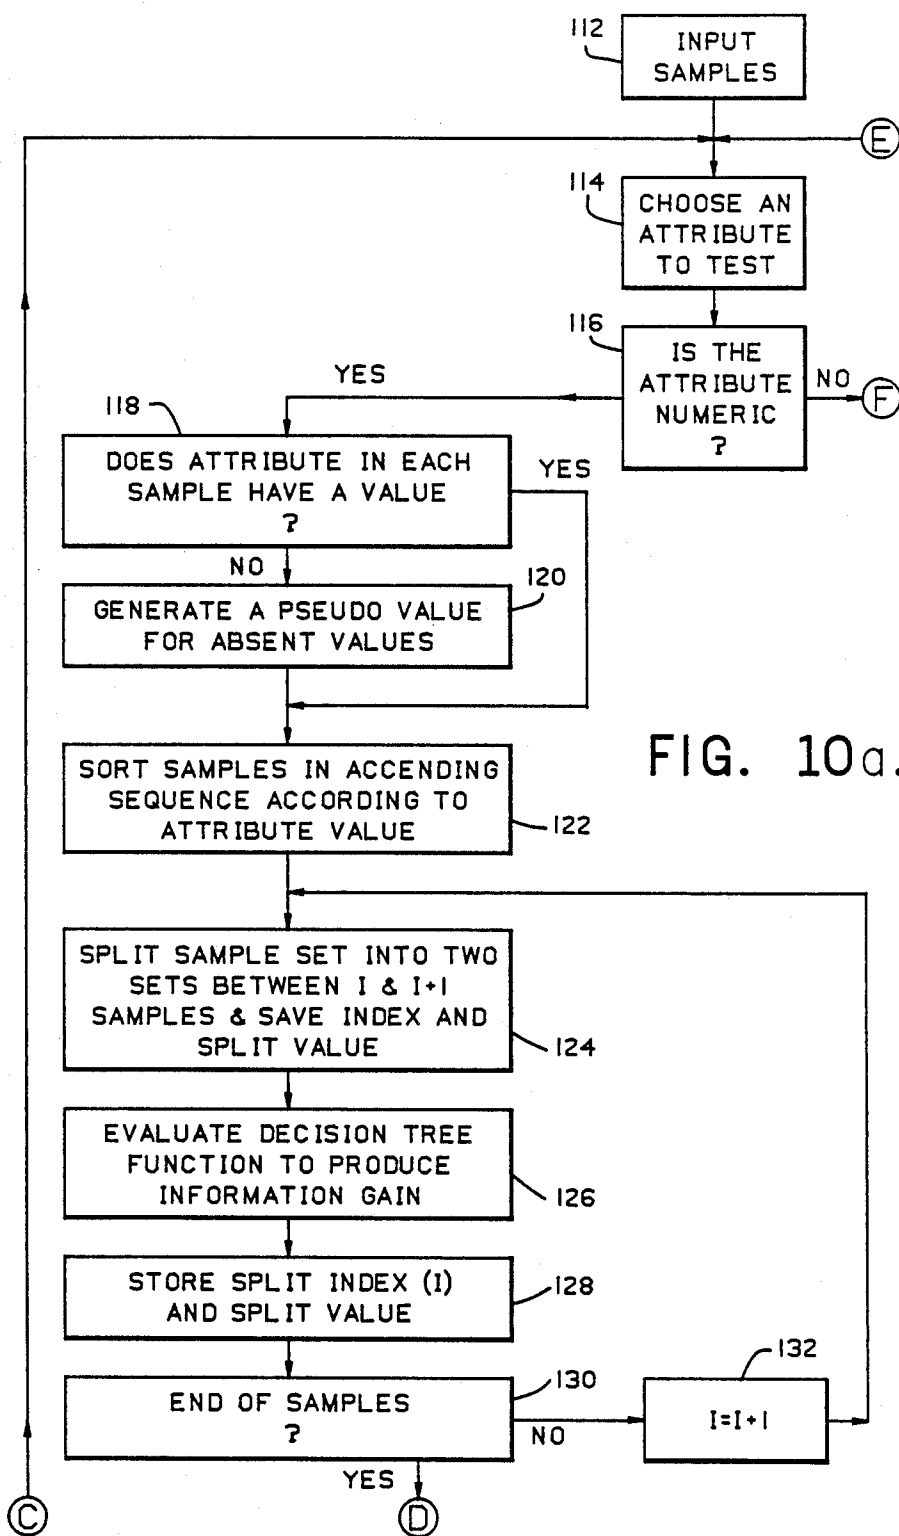 112
INPUT
SAMPLES
E
114
CHOOSE AN
ATTRIBUTE
TO TEST
116
IS THE
ATTRIBUTE
NUMERIC
?
NO
F
YES
118
DOES ATTRIBUTE IN EACH
SAMPLE HAVE A VALUE
?
YES
NO
120
GENERATE A PSEUDO VALUE
FOR ABSENT VALUES
FIG. 10a.
SORT SAMPLES IN ACCENDING
SEQUENCE ACCORDING TO
ATTRIBUTE VALUE
122
SPLIT SAMPLE SET INTO TWO
SETS BETWEEN I & I+1
SAMPLES & SAVE INDEX AND
SPLIT VALUE
124
EVALUATE DECISION TREE
FUNCTION TO PRODUCE
INFORMATION GAIN
126
STORE SPLIT INDEX (I)
AND SPLIT VALUE
128
END OF SAMPLES
?
130
NO
132
I=I+1
YES
C
D